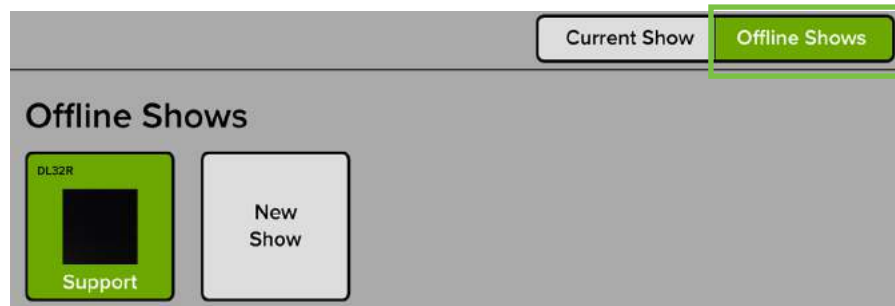 Current Show
Offline Shows
Offline Shows
DL32R
Support
New
Show